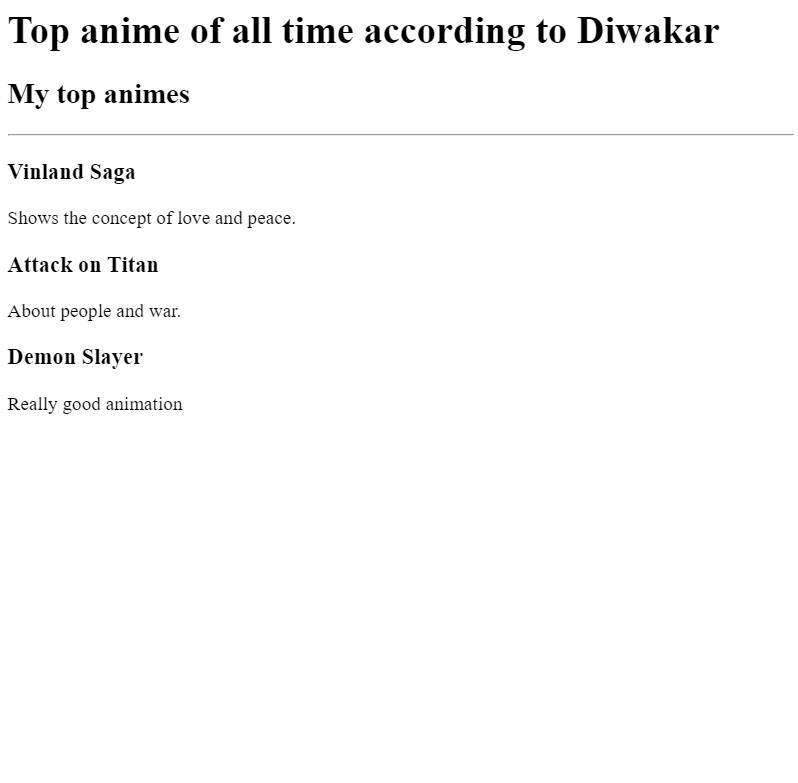 Top anime of all time according to Diwakar
My top animes
Vinland Saga
Shows the concept of love and peace.
Attack on Titan
About people and war.
Demon Slayer
Really good animation